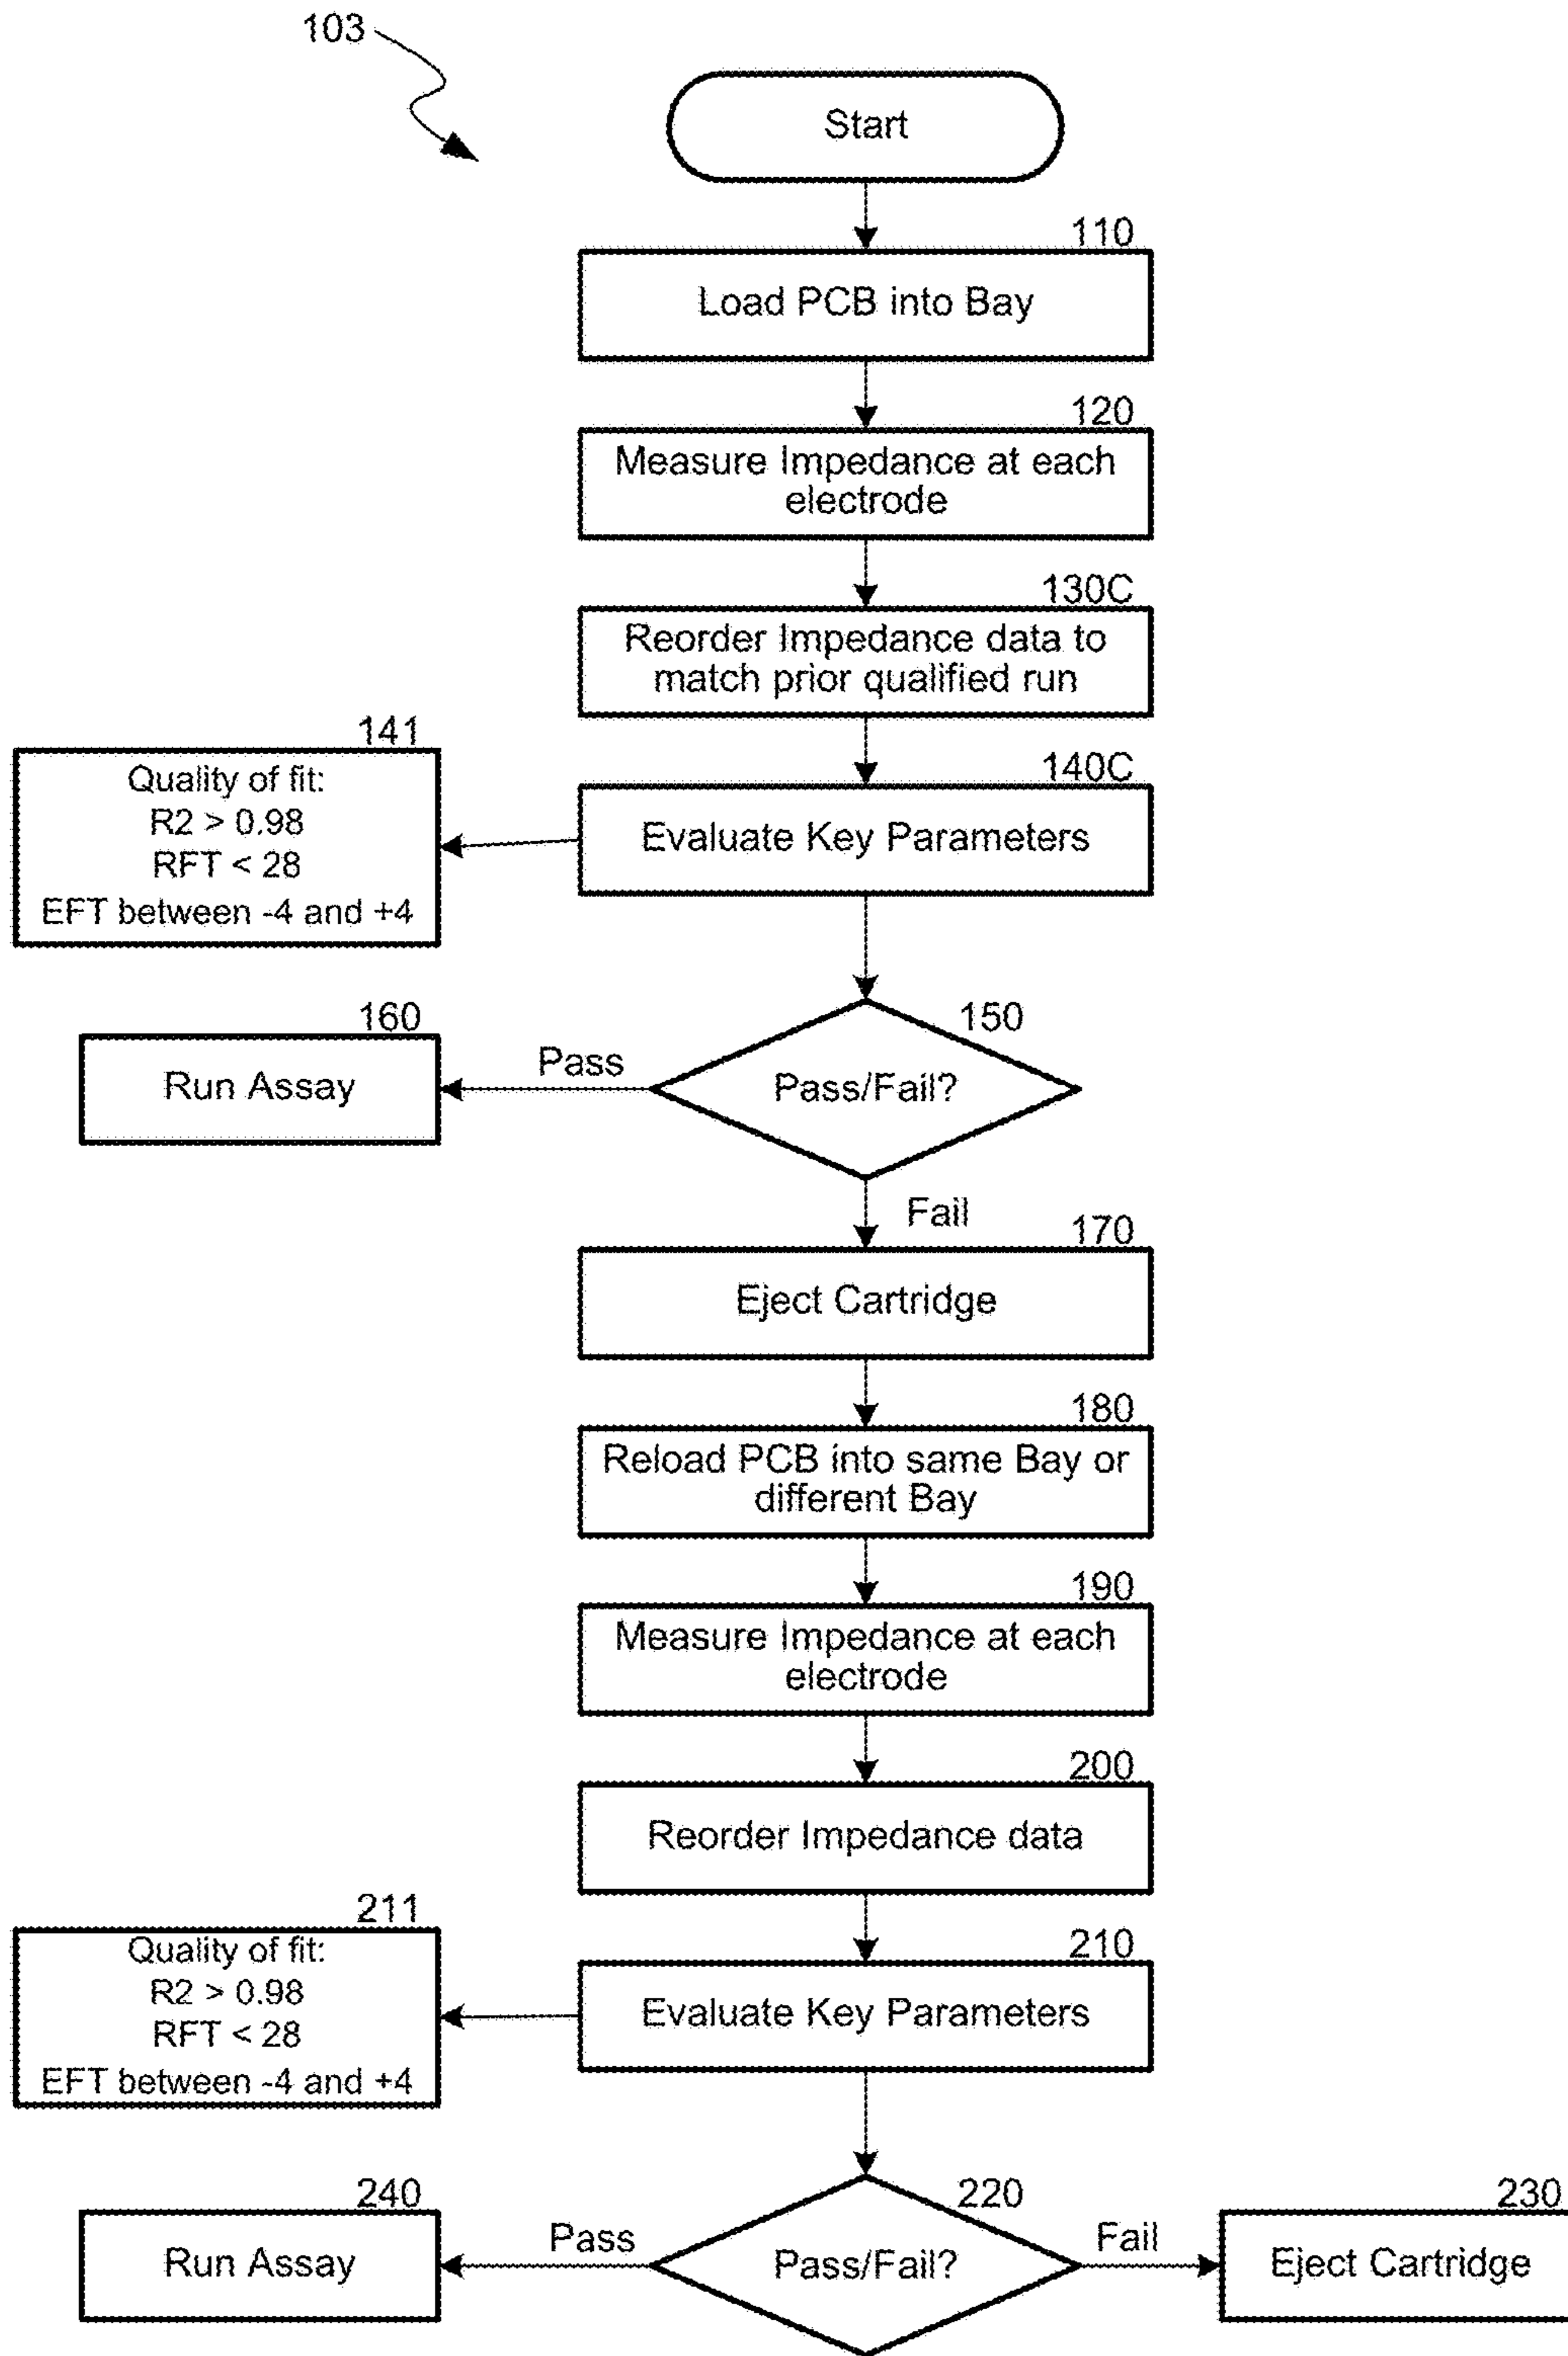 103
Start
110
Load PCB into Bay
120
Measure Impedance at each
electrode
130C
Reorder Impedance data to
match prior qualified run
141
Quality of fit:
R2 > 0.98
RFT < 28
EFT between -4 and +4
140C
Evaluate Key Parameters
150
Pass/Fail?
Pass
160
Run Assay
Fail
170
Eject Cartridge
180
Reload PCB into same Bay or
different Bay
190
Measure Impedance at each
electrode
200
Reorder Impedance data
211
Quality of fit:
R2 > 0.98
RFT < 28
EFT between -4 and +4
210
Evaluate Key Parameters
240
Run Assay
Pass
220
Pass/Fail?
Fail
230
Eject Cartridge